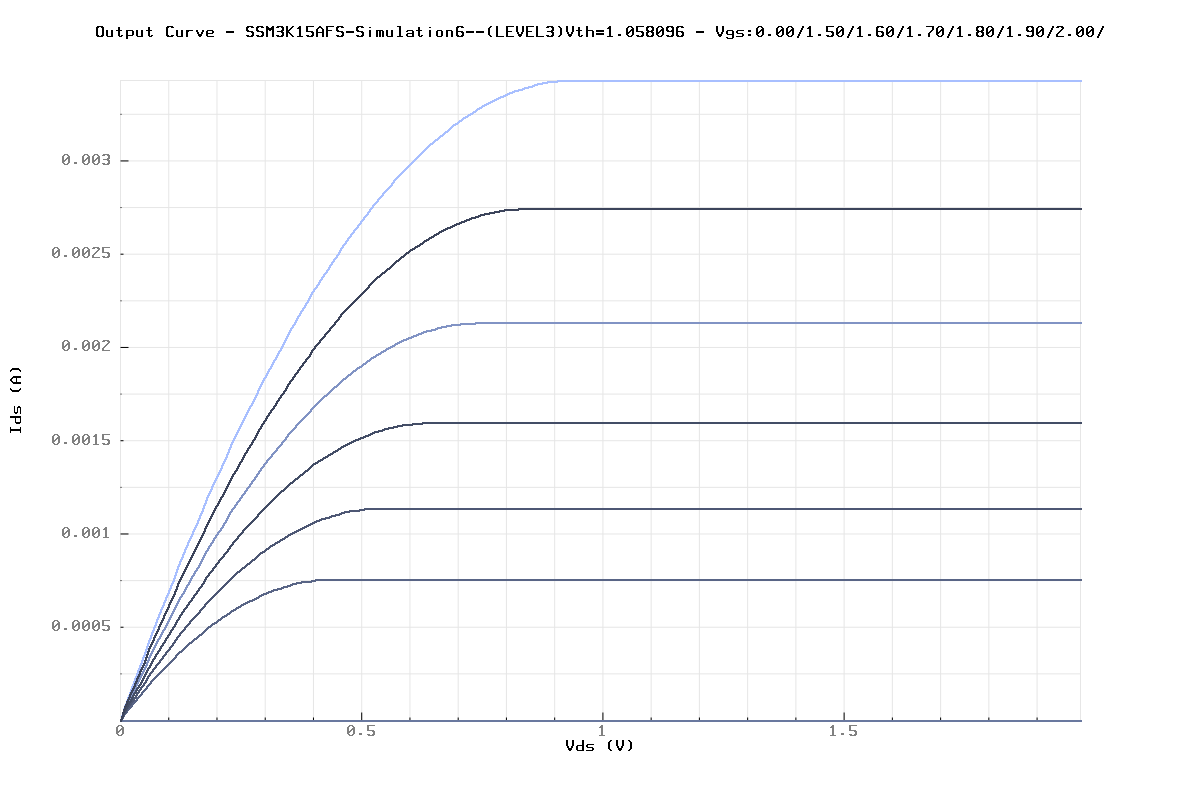 Output Curve - SSM3K15AFS-Simulation6--(LEVEL3)Vth=1.058096 - Vgs:0.00/1.50/1.60/1.70/1.80/1.90/2.00/
0.003
0.0025
0.002
0.0015
0.001
0.0005
Ids (A)
0 0.5 1 1.5
Vds (V)